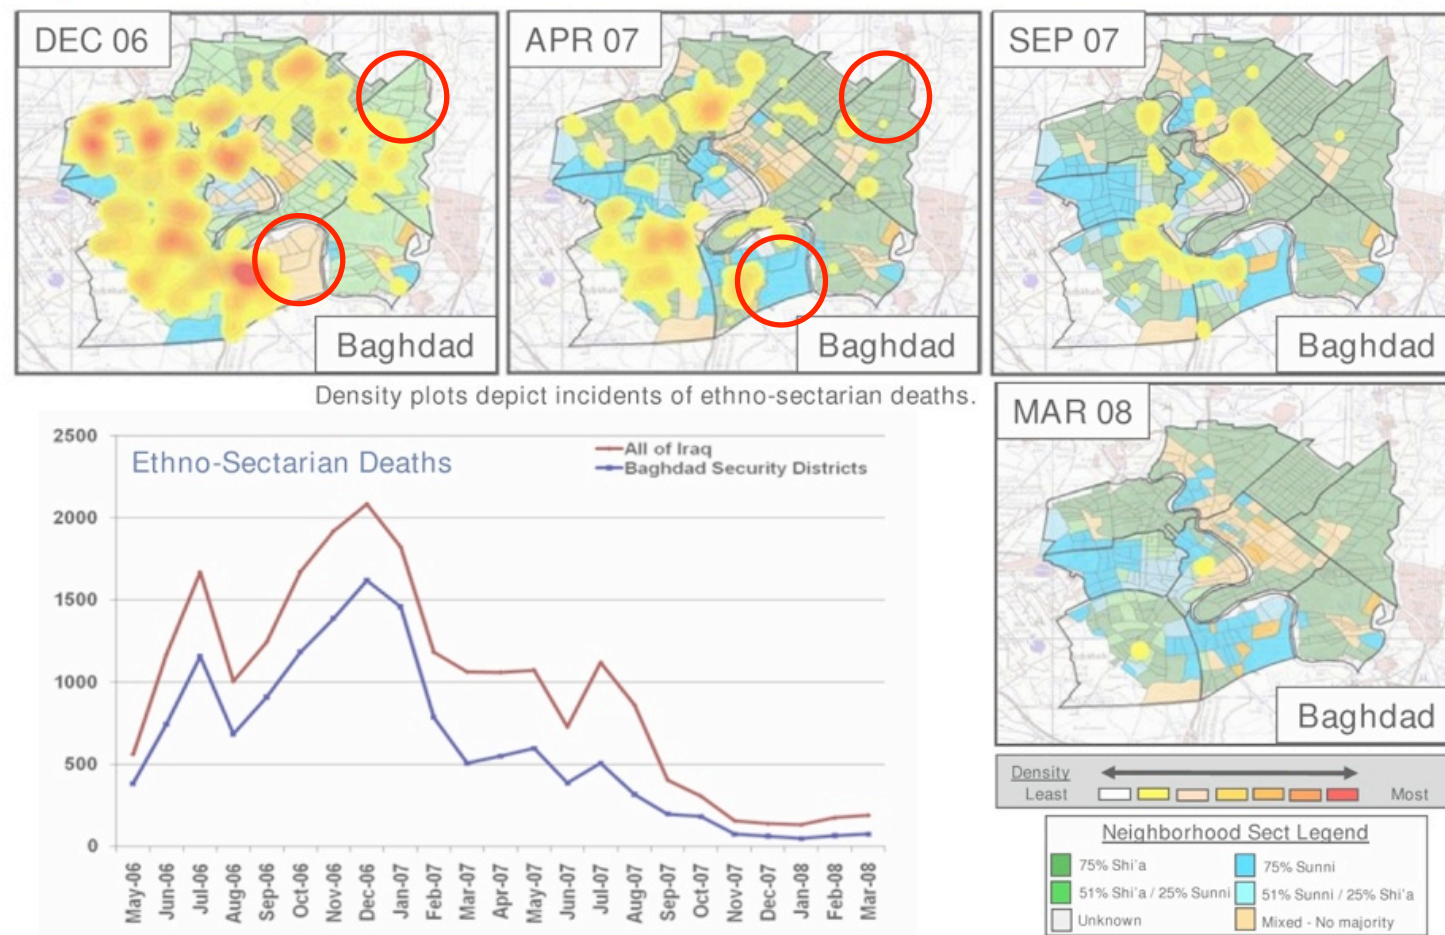 DEC 06
Baghdad
APR 07
Baghdad
SEP 07
Baghdad
Density plots depict incidents of ethno-sectarian deaths.
MAR 08
Baghdad
Ethno-Sectarian Deaths
All of Iraq
Baghdad Security Districts
2500
2000
1500
1000
500
0
May-06
Jun-06
Jul-06
Aug-06
Sep-06
Oct-06
Nov-06
Dec-06
Jan-07
Feb-07
Mar-07
Apr-07
May-07
Jun-07
Jul-07
Aug-07
Sep-07
Oct-07
Nov-07
Dec-07
Jan-08
Feb-08
Mar-08
Density
Least Most
Neighborhood Sect Legend
75% Shi'a 75% Sunni
51% Shi'a / 25% Sunni 51% Sunni / 25% Shi'a
Unknown Mixed - No majority